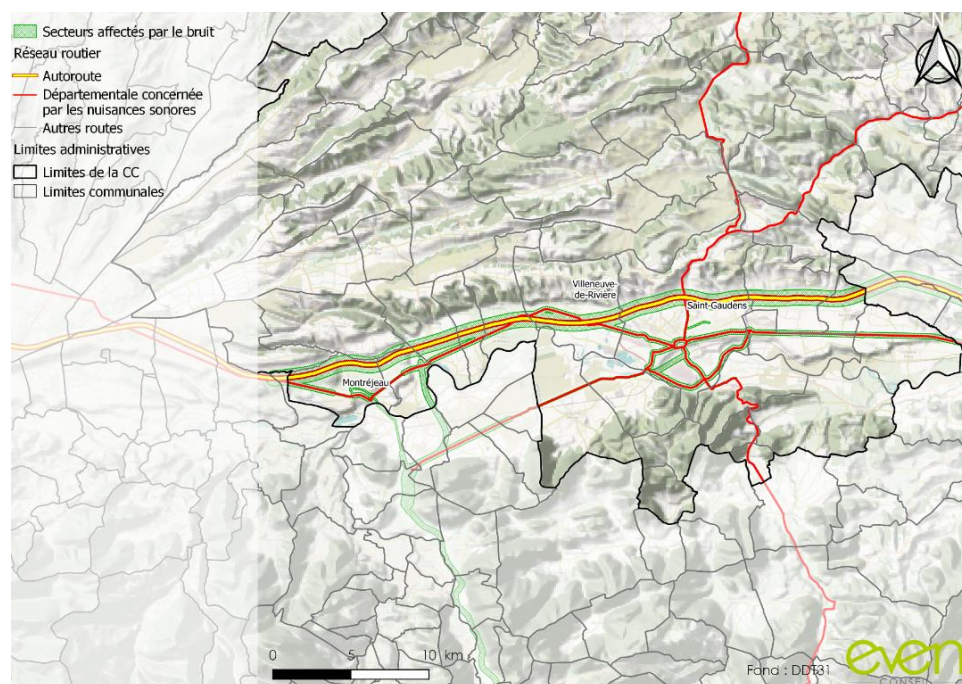 Secteurs affectés par le bruit
Réseau routier
Autoroute
Départementale concernée
par les nuisances sonores
Autres routes
Limites administratives
Limites de la CC
Limites communales
N
Villeneuve-
de-Rivière
Saint-Gaudens
Montréjeau
0 5 10 km
Fond : DDT31
even
CONSEIL